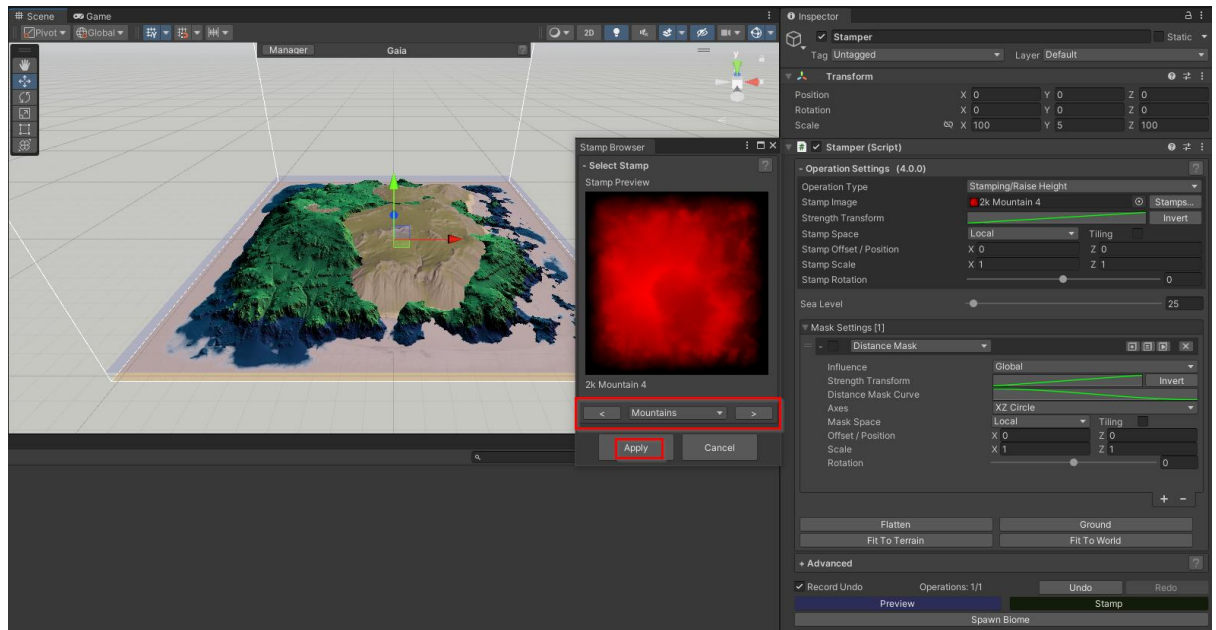 Scene Game
Pivot Global 2D
Manager Gaia
y
Stamp Browser
- Select Stamp ?
Stamp Preview
2k Mountain 4
< Mountains >
Apply Cancel
Inspector
Stamper Static
Tag Untagged Layer Default
Transform
Position X 0 Y 0 Z 0
Rotation X 0 Y 0 Z 0
Scale X 100 Y 5 Z 100
# Stamper (Script)
- Operation Settings (4.0.0) ?
Operation Type Stamping/Raise Height
Stamp Image 2k Mountain 4 Stamps...
Strength Transform Invert
Stamp Space Local Tiling
Stamp Offset / Position X 0 Z 0
Stamp Scale X 1 Z 1
Stamp Rotation 0
Sea Level 25
Mask Settings [1]
- Distance Mask
Influence Global
Strength Transform Invert
Distance Mask Curve
Axes XZ Circle
Mask Space Local Tiling
Offset / Position X 0 Z 0
Scale X 1 Z 1
Rotation 0
+ -
Flatten Ground
Fit To Terrain Fit To World
+ Advanced ?
Record Undo Operations: 1/1 Undo Redo
Preview Stamp
Spawn Biome